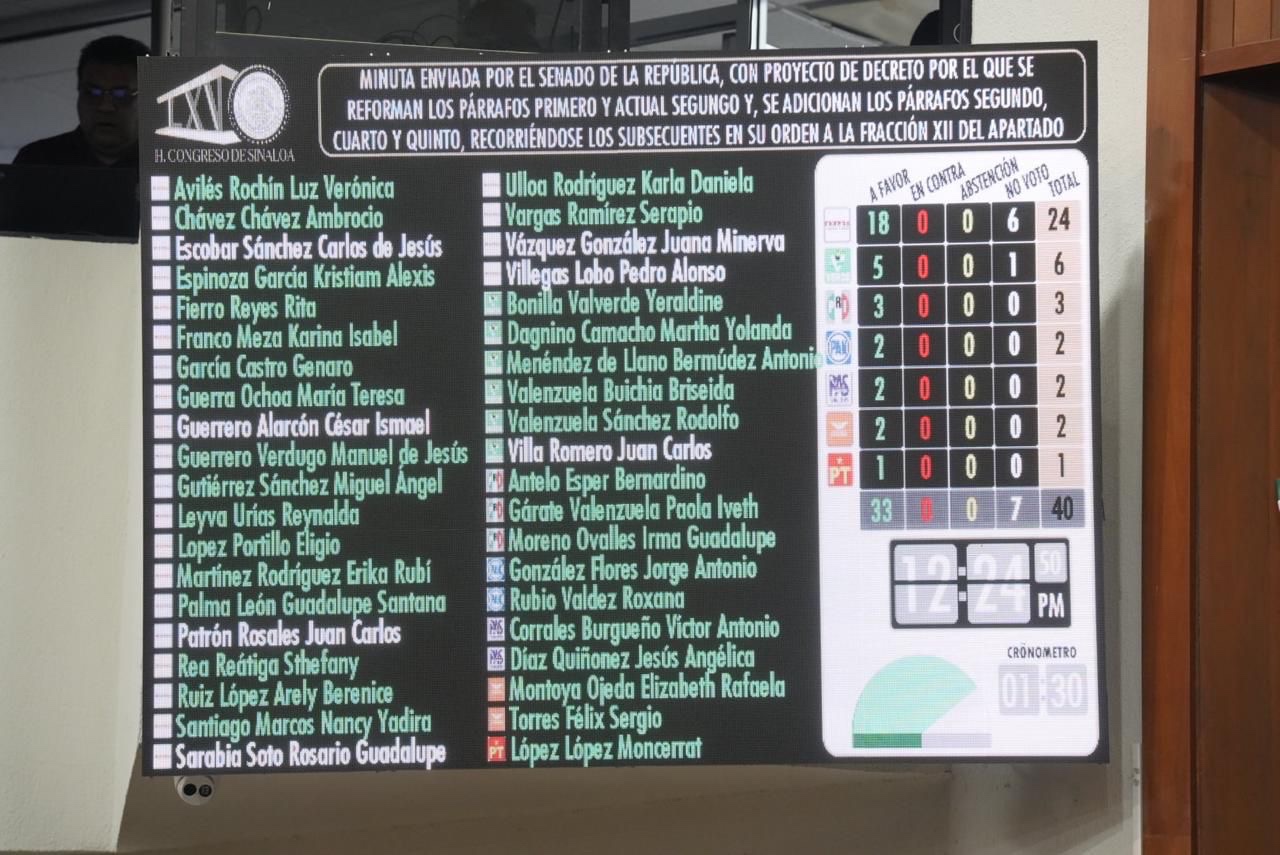 LXV
H. CONGRESO DE SINALOA
MINUTA ENVIADA POR EL SENADO DE LA REPÚBLICA, CON PROYECTO DE DECRETO POR EL QUE SE
REFORMAN LOS PÁRRAFOS PRIMERO Y ACTUAL SEGUNGO Y, SE ADICIONAN LOS PÁRRAFOS SEGUNDO,
CUARTO Y QUINTO, RECORRIÉNDOSE LOS SUBSECUENTES EN SU ORDEN A LA FRACCIÓN XII DEL APARTADO
Avilés Rochín Luz Verónica
Chávez Chávez Ambrocio
Escobar Sánchez Carlos de Jesús
Espinoza García Kristiam Alexis
Fierro Reyes Rita
Franco Meza Karina Isabel
García Castro Genaro
Guerra Ochoa María Teresa
Guerrero Alarcón César Ismael
Guerrero Verdugo Manuel de Jesús
Gutiérrez Sánchez Miguel Ángel
Leyva Urías Reynalda
Lopez Portillo Eligio
Martínez Rodríguez Erika Rubí
Palma León Guadalupe Santana
Patrón Rosales Juan Carlos
Rea Reátiga Sthefany
Ruiz López Arely Berenice
Santiago Marcos Nancy Yadira
Sarabia Soto Rosario Guadalupe
Ulloa Rodríguez Karla Daniela
Vargas Ramírez Serapio
Vázquez González Juana Minerva
Villegas Lobo Pedro Alonso
Bonilla Valverde Yeraldine
Dagnino Camacho Martha Yolanda
Menéndez de Llano Bermúdez Antonio
Valenzuela Buichia Briseida
Valenzuela Sánchez Rodolfo
Villa Romero Juan Carlos
Antelo Esper Bernardino
Gárate Valenzuela Paola Iveth
Moreno Ovalles Irma Guadalupe
González Flores Jorge Antonio
Rubio Valdez Roxana
Corrales Burgueño Víctor Antonio
Díaz Quiñonez Jesús Angélica
Montoya Ojeda Elizabeth Rafaela
Torres Félix Sergio
PT López López Moncerrat
A FAVOR EN CONTRA ABSTENCIÓN NO VOTO TOTAL
18 0 0 6 24
5 0 0 1 6
PRD 3 0 0 0 3
PAN 2 0 0 0 2
PAS 2 0 0 0 2
2 0 0 0 2
PT 1 0 0 0 1
33 0 0 7 40
12:24 50
PM
CRÓNOMETRO
01:30